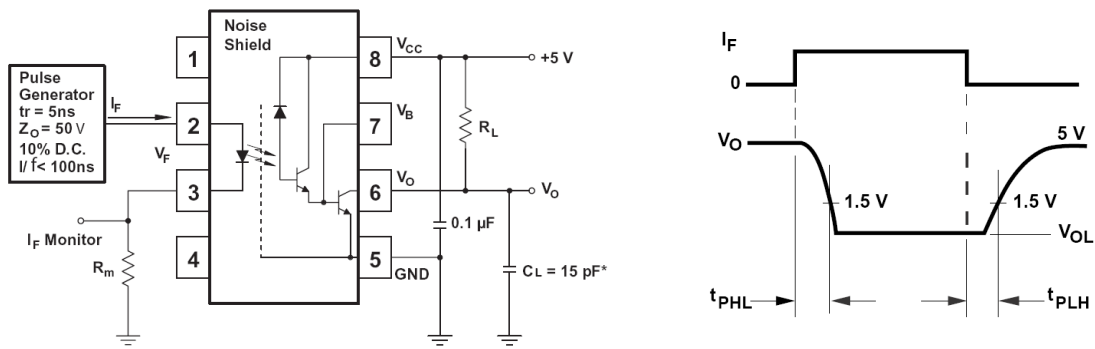 Noise
Shield
Pulse
Generator
tr = 5ns
ZO = 50 V
10% D.C.
I/ f < 100ns
IF
VF
IF Monitor
Rm
1
2
3
4
8
7
6
5
VCC
VB
VO
GND
+5 V
RL
VO
0.1 µF
CL = 15 pF*
IF
0
VO
5 V
1.5 V
1.5 V
VOL
tPHL
tPLH